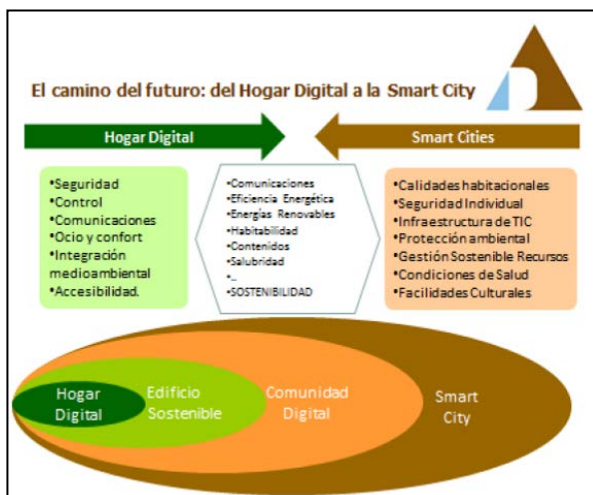 El camino del futuro: del Hogar Digital a la Smart City
Hogar Digital
Smart Cities
•Seguridad
•Control
•Comunicaciones
•Ocio y confort
•Integración
medioambiental
•Accesibilidad.
•Comunicaciones
•Eficiencia Energética
•Energías Renovables
•Habitabilidad
•Contenidos
•Salubridad
•..
•SOSTENIBILIDAD
•Calidades habitacionales
•Seguridad Individual
•Infraestructura de TIC
•Protección ambiental
•Gestión Sostenible Recursos
•Condiciones de Salud
•Facilidades Culturales
Hogar
Digital
Edificio
Sostenible
Comunidad
Digital
Smart
City